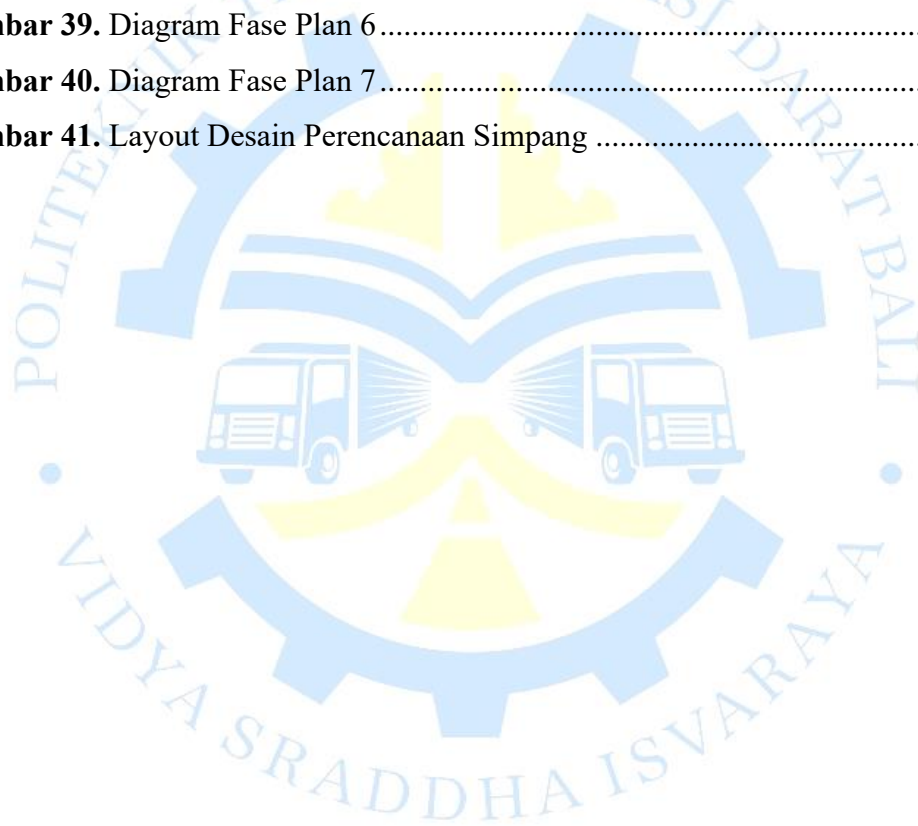 mbar 39. Diagram Fase Plan 6..........................................................................
mbar 40. Diagram Fase Plan 7..........................................................................
mbar 41. Layout Desain Perencanaan Simpang ............................................
POLITEKNIK
SI DARAT BALI
• VIDYA SRADDHA ISVARAYA •